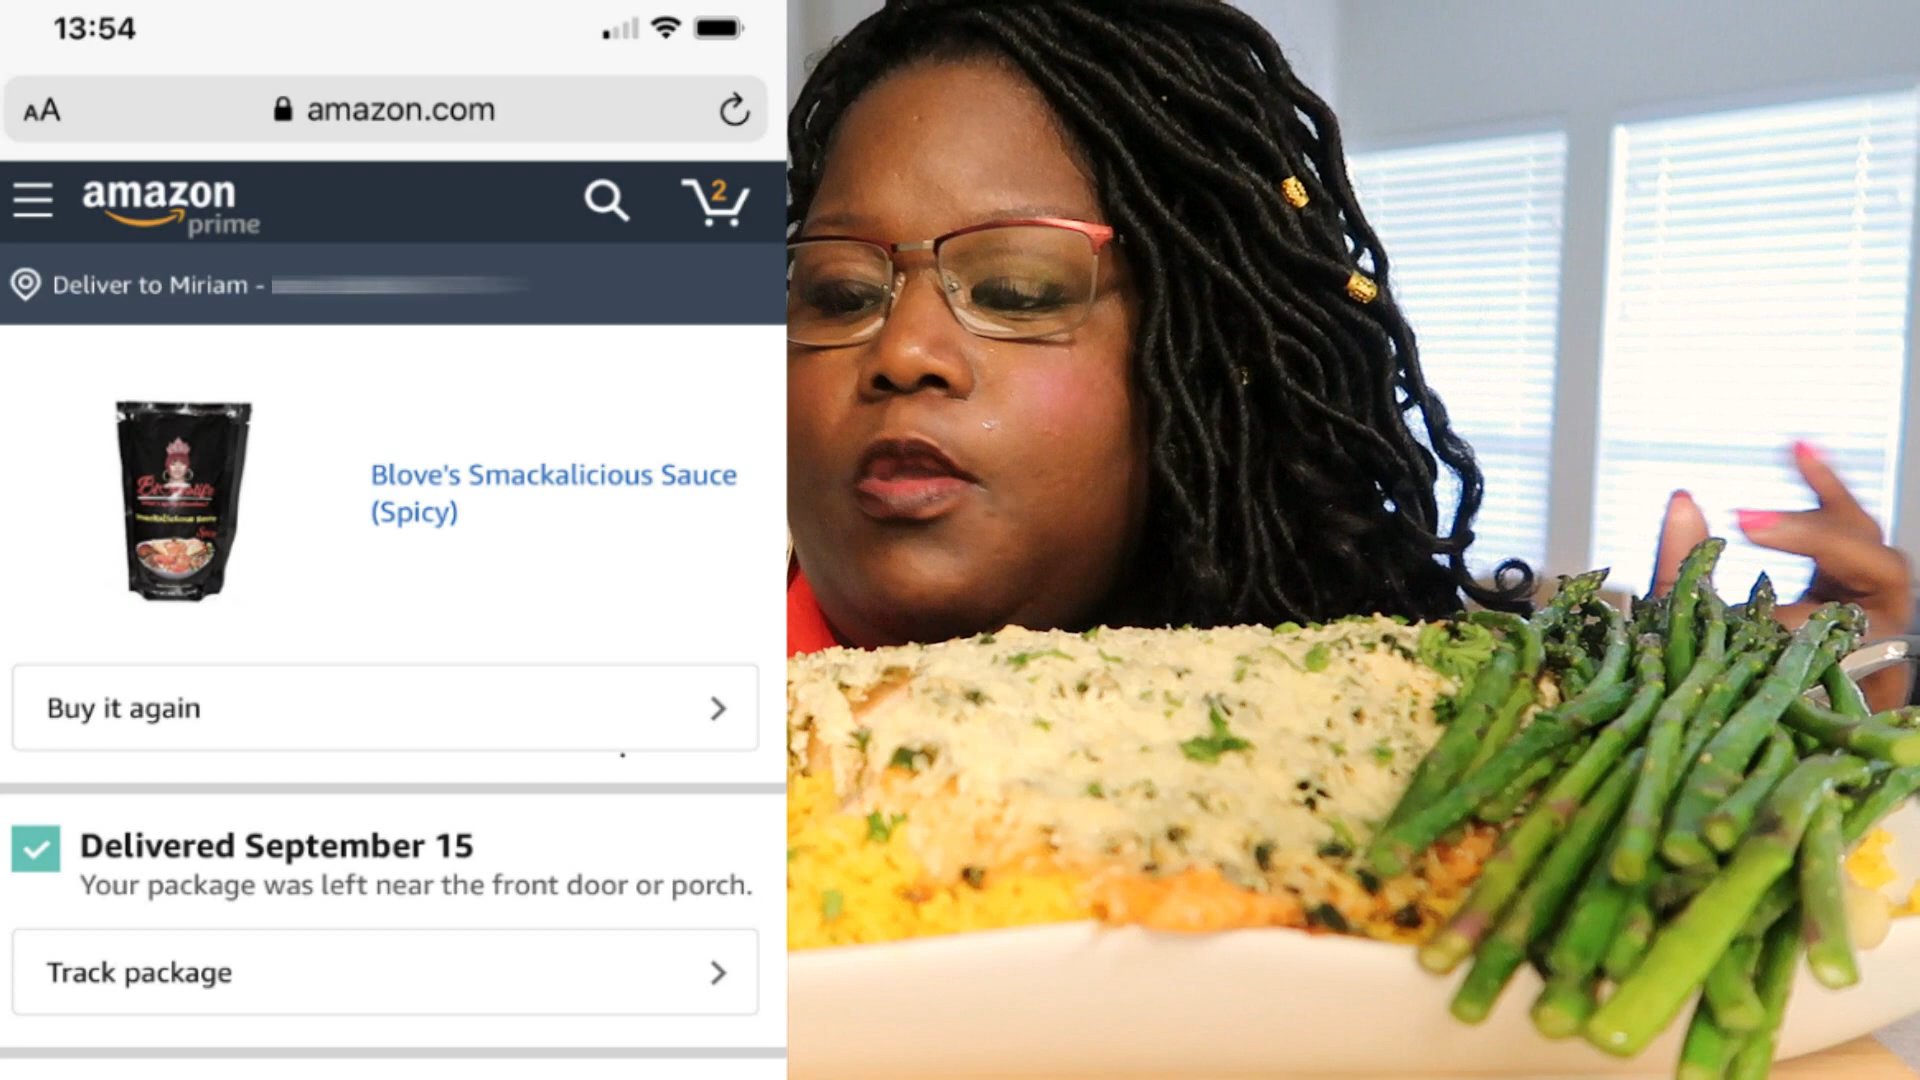 13:54
AA amazon.com
amazon
prime
2
Deliver to Miriam -
Blove's Smackalicious Sauce
(Spicy)
Buy it again
Delivered September 15
Your package was left near the front door or porch.
Track package